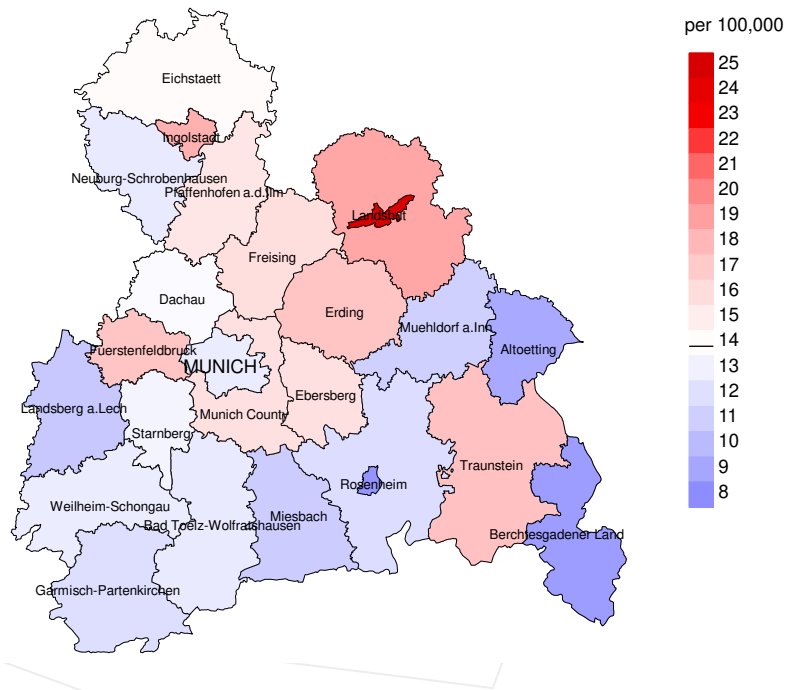 per 100,000
25
24
23
22
21
20
19
18
17
16
15
14
13
12
11
10
9
8
Eichstaett
Ingolstadt
Neuburg-Schrobenhausen
Pfaffenhofen a.d.Ilm
Landshut
Freising
Dachau
Erding
Muehldorf a.Inn
Altoetting
Fuerstenfeldbruck
MUNICH
Ebersberg
Landsberg a.Lech
Munich County
Starnberg
Traunstein
Rosenheim
Weilheim-Schongau
Miesbach
Bad Toelz-Wolfratshausen
Berchtesgadener Land
Garmisch-Partenkirchen